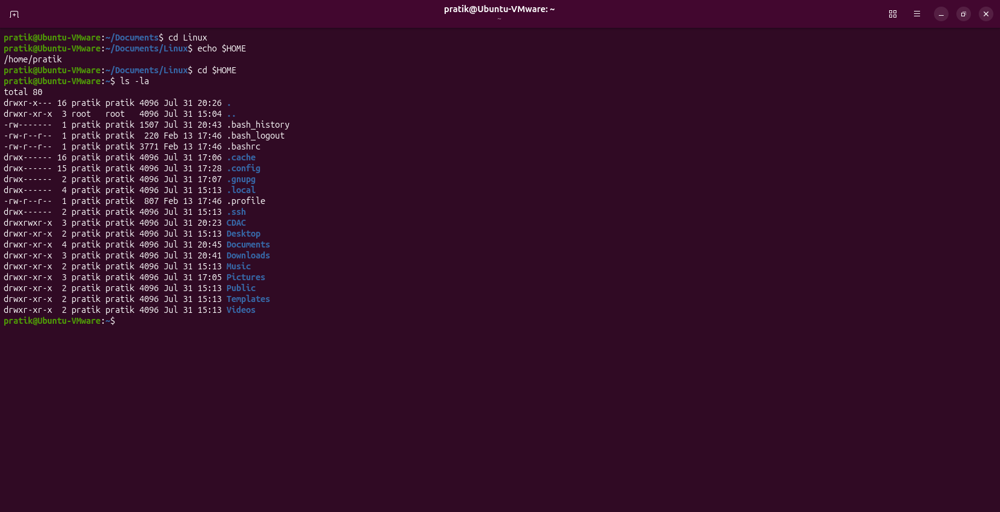 pratik@Ubuntu-VMware: ~
~
pratik@Ubuntu-VMware:~/Documents$ cd Linux
pratik@Ubuntu-VMware:~/Documents/Linux$ echo $HOME
/home/pratik
pratik@Ubuntu-VMware:~/Documents/Linux$ cd $HOME
pratik@Ubuntu-VMware:~$ ls -la
total 80
drwxr-x--- 16 pratik pratik 4096 Jul 31 20:26 .
drwxr-xr-x  3 root   root   4096 Jul 31 15:04 ..
-rw-------  1 pratik pratik 1507 Jul 31 20:43 .bash_history
-rw-r--r--  1 pratik pratik  220 Feb 13 17:46 .bash_logout
-rw-r--r--  1 pratik pratik 3771 Feb 13 17:46 .bashrc
drwx------ 16 pratik pratik 4096 Jul 31 17:06 .cache
drwx------ 15 pratik pratik 4096 Jul 31 17:28 .config
drwx------  2 pratik pratik 4096 Jul 31 17:07 .gnupg
drwx------  4 pratik pratik 4096 Jul 31 15:13 .local
-rw-r--r--  1 pratik pratik  807 Feb 13 17:46 .profile
drwx------  2 pratik pratik 4096 Jul 31 15:13 .ssh
drwxrwxr-x  3 pratik pratik 4096 Jul 31 20:23 CDAC
drwxr-xr-x  2 pratik pratik 4096 Jul 31 15:13 Desktop
drwxr-xr-x  4 pratik pratik 4096 Jul 31 20:45 Documents
drwxr-xr-x  3 pratik pratik 4096 Jul 31 20:41 Downloads
drwxr-xr-x  2 pratik pratik 4096 Jul 31 15:13 Music
drwxr-xr-x  3 pratik pratik 4096 Jul 31 17:05 Pictures
drwxr-xr-x  2 pratik pratik 4096 Jul 31 15:13 Public
drwxr-xr-x  2 pratik pratik 4096 Jul 31 15:13 Templates
drwxr-xr-x  2 pratik pratik 4096 Jul 31 15:13 Videos
pratik@Ubuntu-VMware:~$